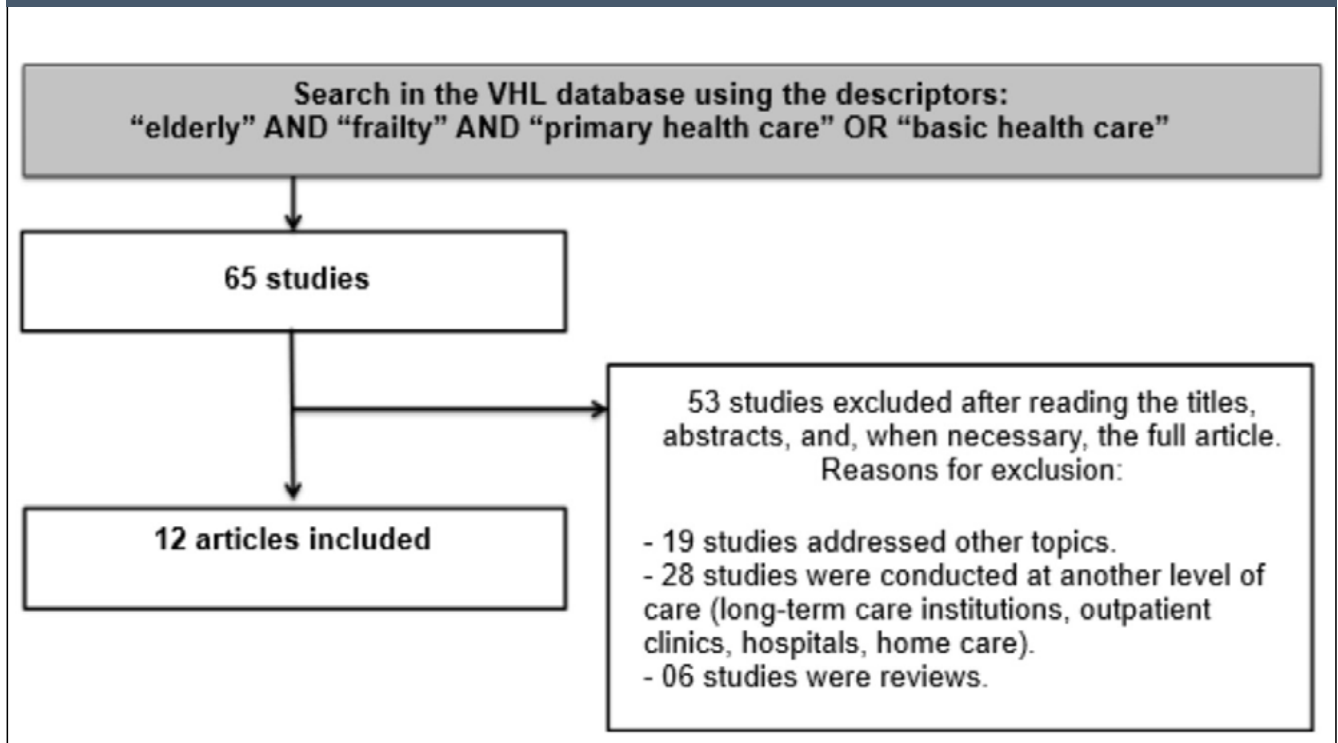 Search in the VHL database using the descriptors:
“elderly” AND “frailty” AND “primary health care” OR “basic health care”
65 studies
53 studies excluded after reading the titles,
abstracts, and, when necessary, the full article.
Reasons for exclusion:
- 19 studies addressed other topics.
- 28 studies were conducted at another level of
care (long-term care institutions, outpatient
clinics, hospitals, home care).
- 06 studies were reviews.
12 articles included